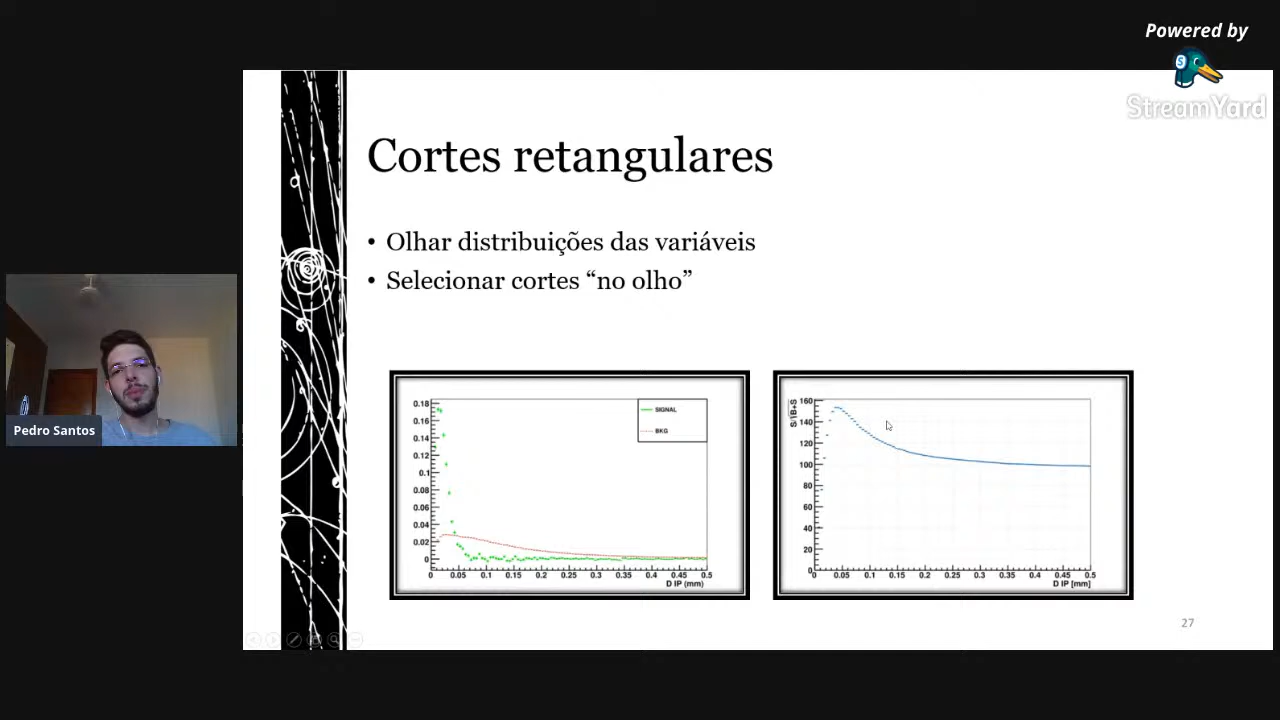 Powered by
StreamYard
Cortes retangulares
• Olhar distribuições das variáveis
• Selecionar cortes “no olho”
Pedro Santos
0.18
0.16
0.14
0.12
0.1
0.08
0.06
0.04
0.02
0
SIGNAL
BKG
0 0.05 0.1 0.15 0.2 0.25 0.3 0.35 0.4 0.45 0.5
D IP (mm)
S/√B+S
160
140
120
100
80
60
40
20
0
0 0.05 0.1 0.15 0.2 0.25 0.3 0.35 0.4 0.45 0.5
D IP [mm]
27